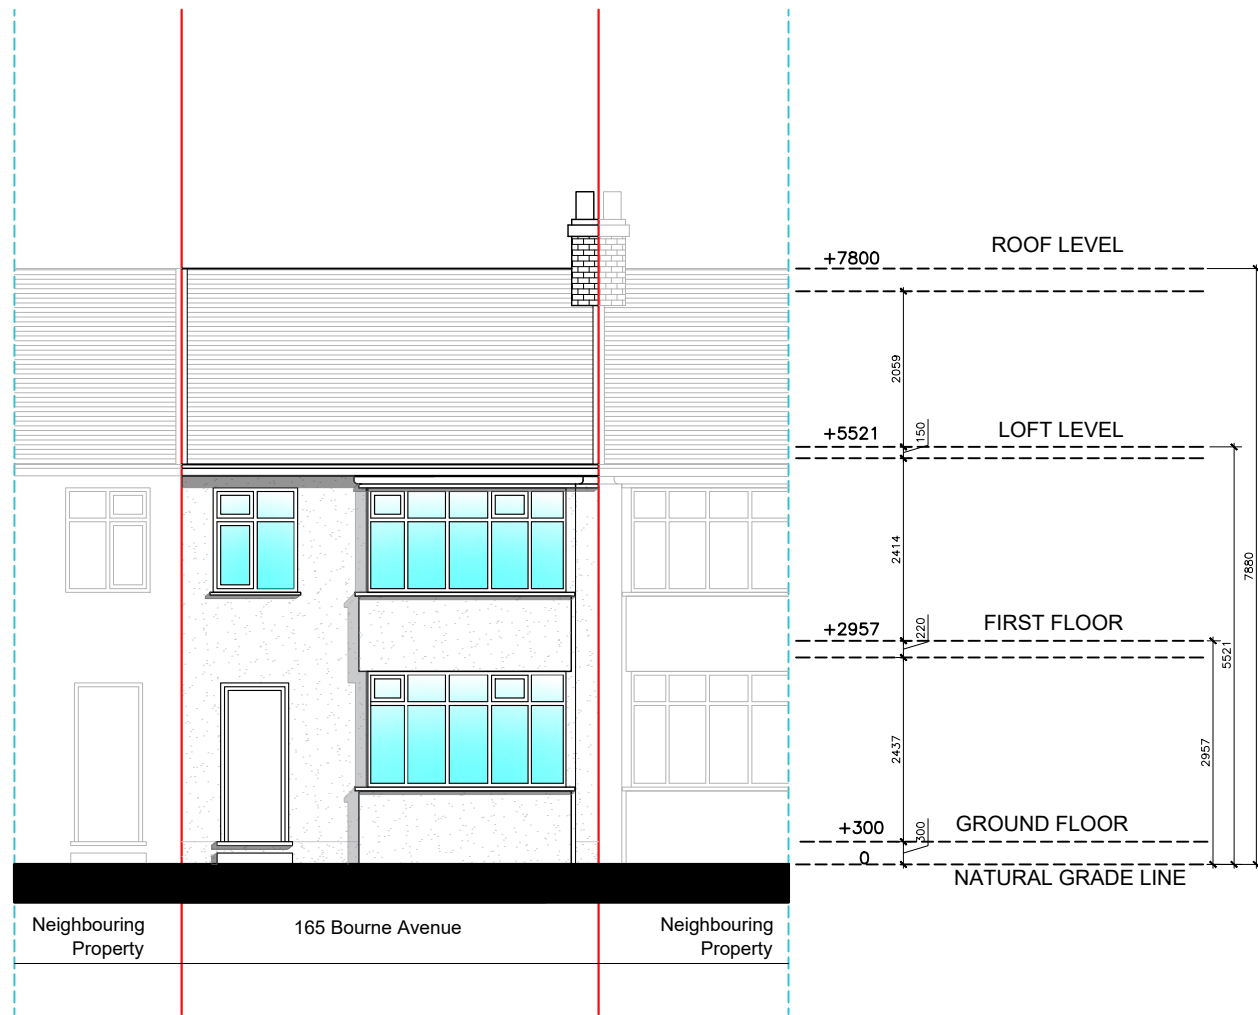 ROOF LEVEL
+7800
2059
LOFT LEVEL
+5521
150
2414
7880
FIRST FLOOR
+2957
220
5521
2437
2957
GROUND FLOOR
+300
300
0
NATURAL GRADE LINE
Neighbouring
Property
165 Bourne Avenue
Neighbouring
Property